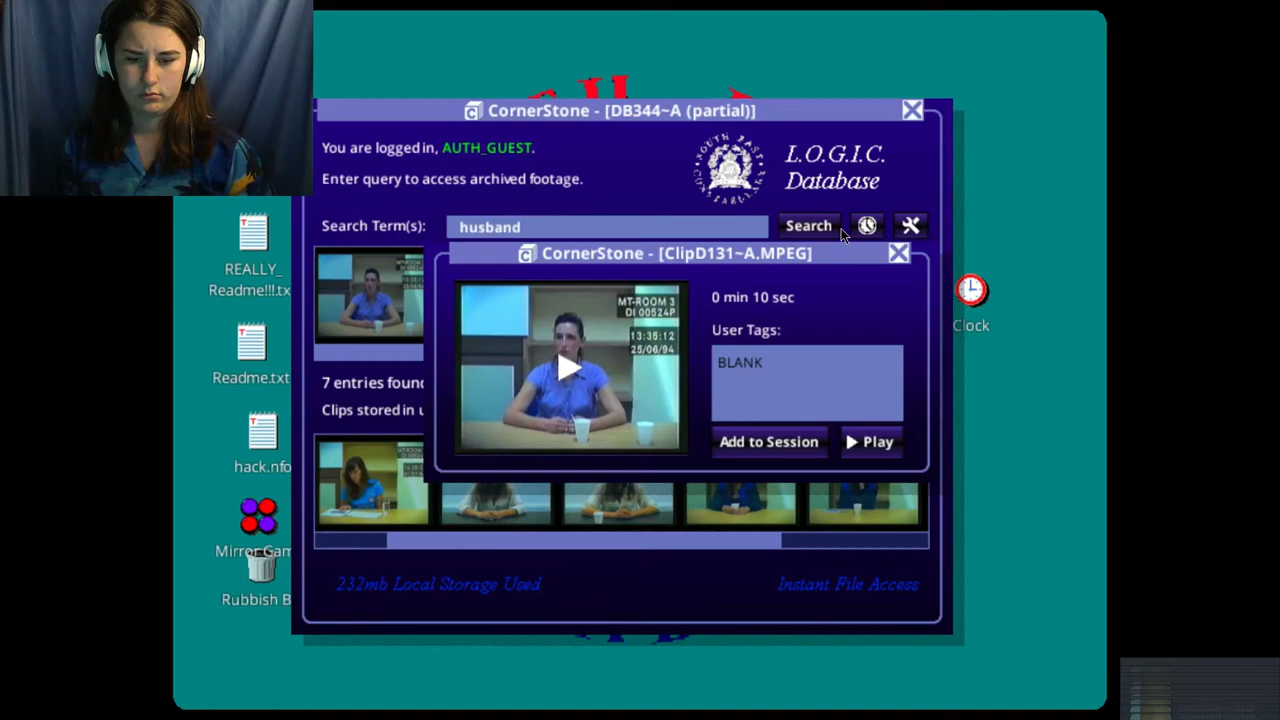 CornerStone - [DB344~A (partial)]
You are logged in, AUTH_GUEST.
Enter query to access archived footage.
L.O.G.I.C.
Database
Search Term(s):
husband
Search
CornerStone - [ClipD131~A.MPEG]
MT-ROOM 3
DI 00524P
13:35:12
25/06/94
0 min 10 sec
User Tags:
BLANK
Add to Session
Play
7 entries found
Clips stored in u
232mb Local Storage Used
Instant File Access
REALLY_
Readme!!!.tx
Readme.txt
hack.nfo
Mirror Gam
Rubbish B
Clock